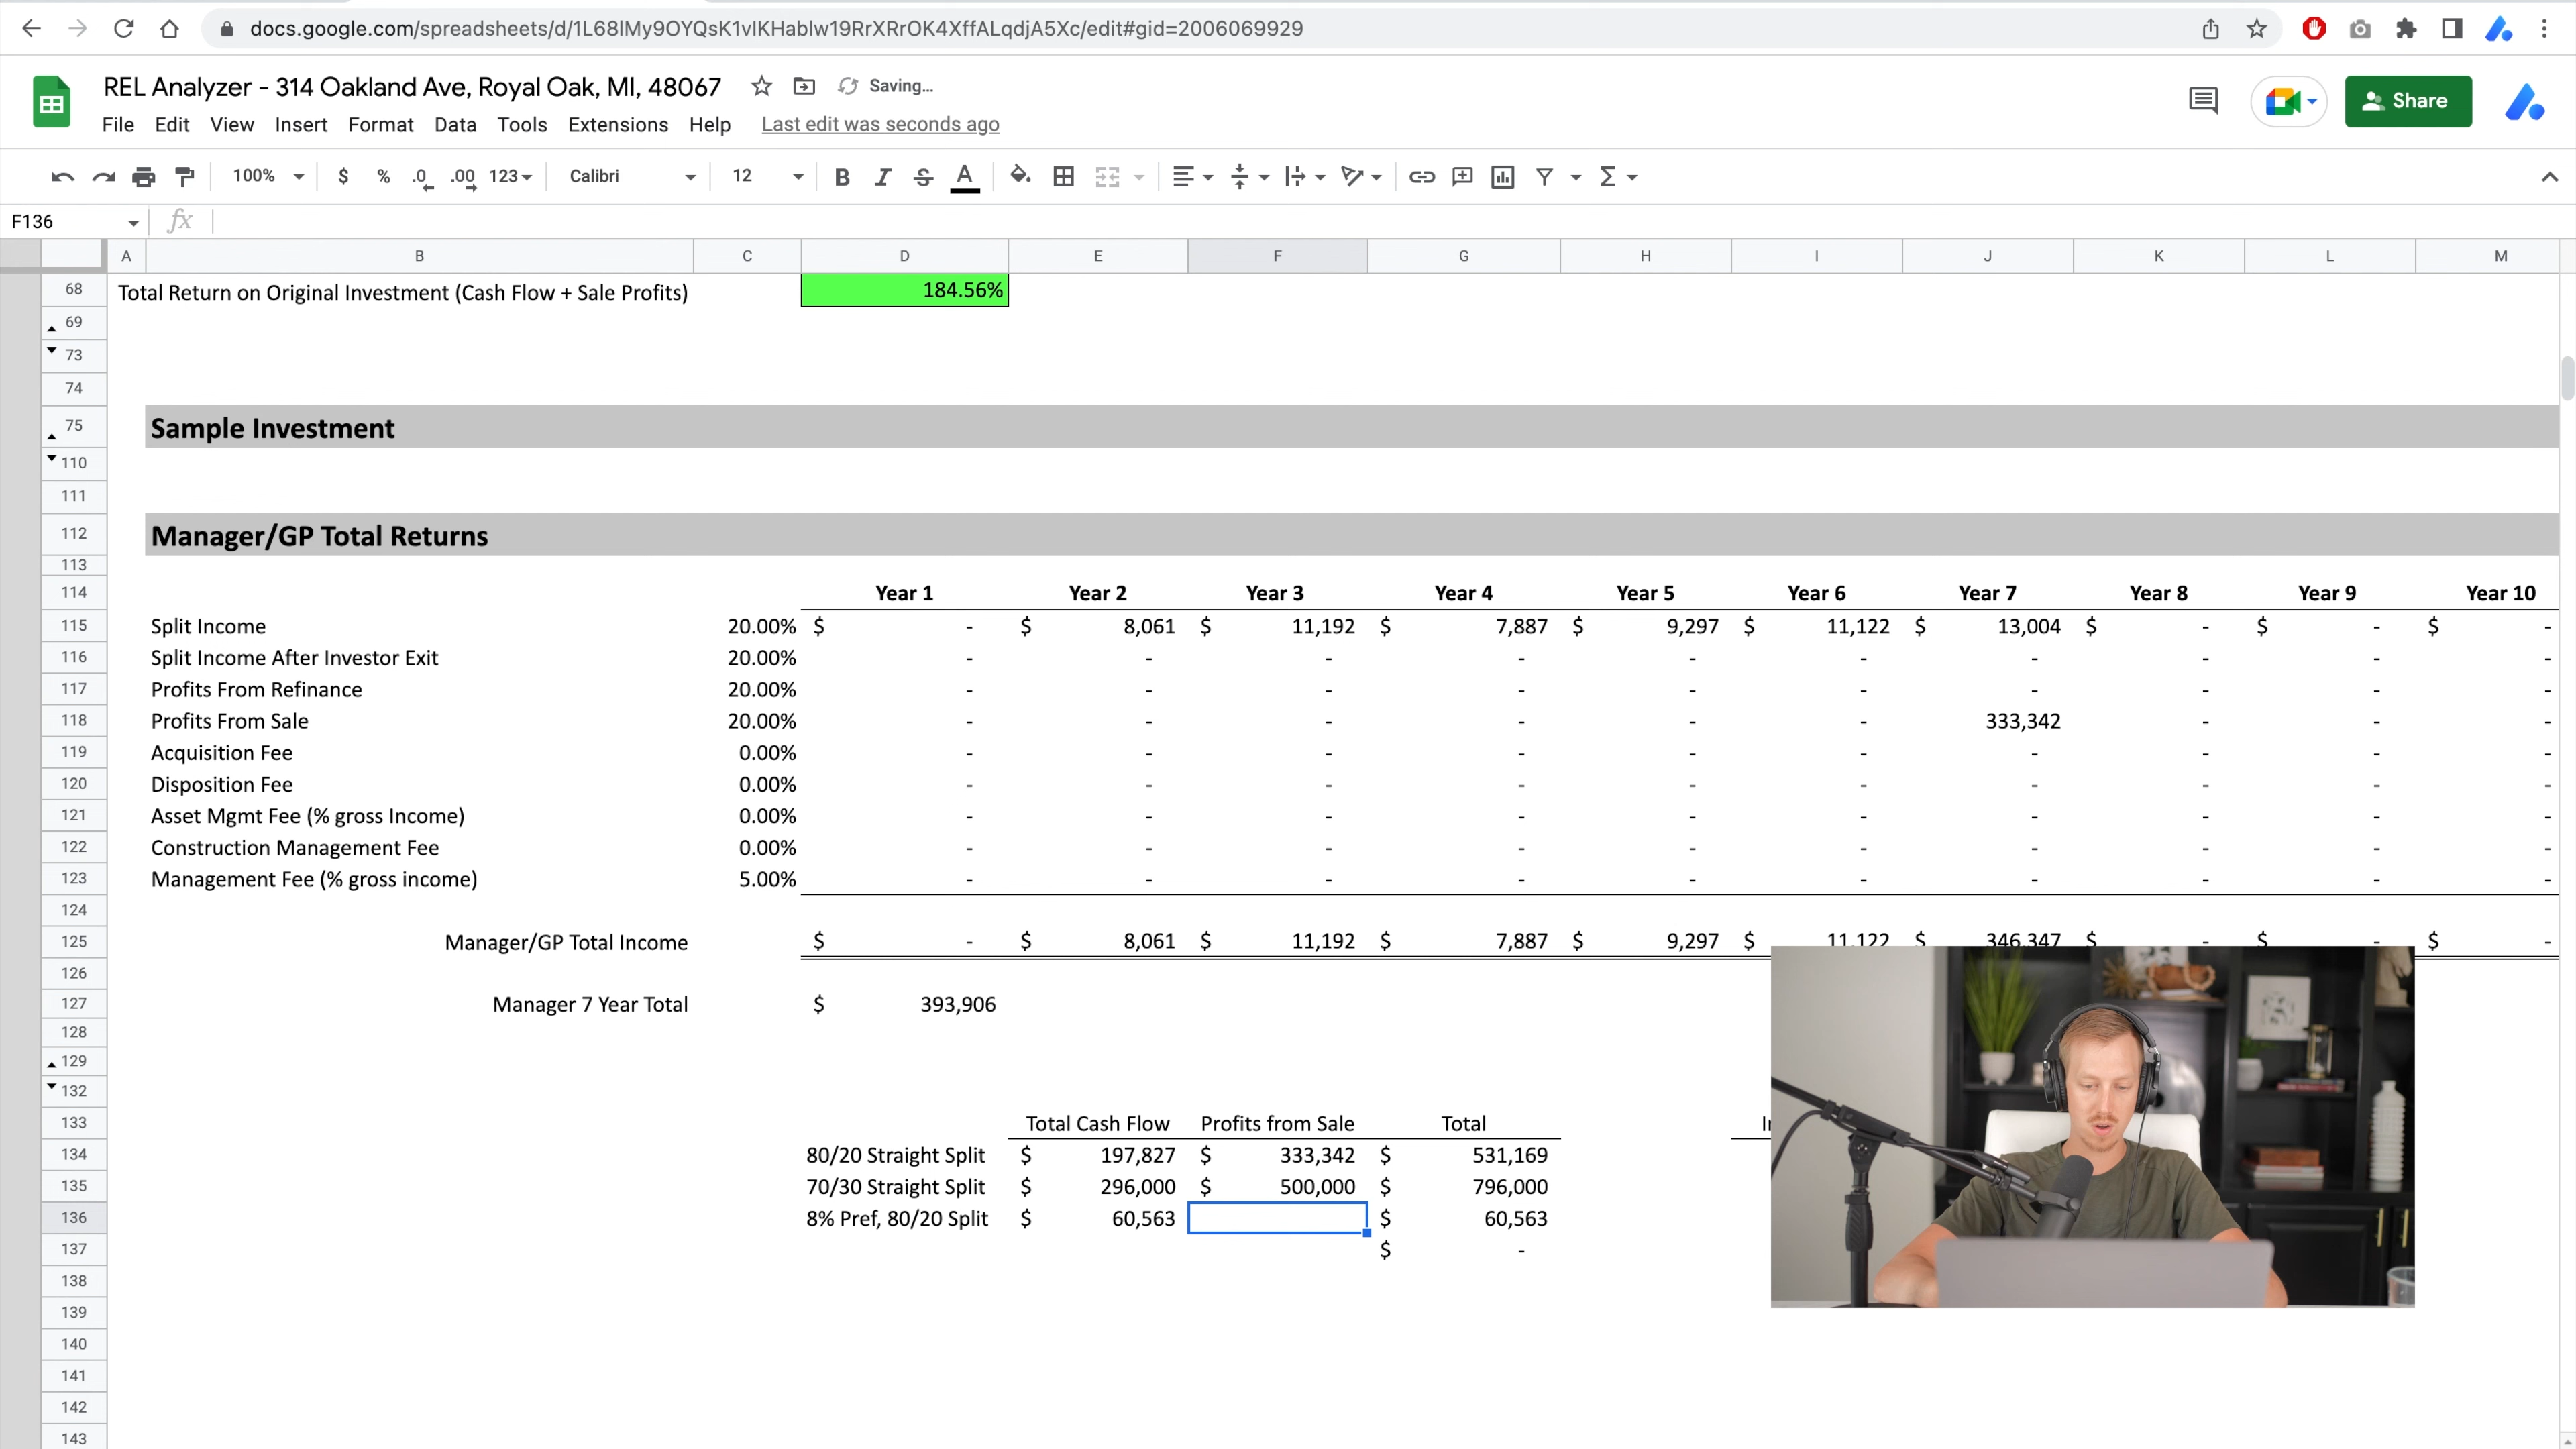 docs.google.com/spreadsheets/d/1L68lMy9OYQsK1vIKHablw19RrXRrOK4XffALqdjA5Xc/edit#gid=2006069929
REL Analyzer - 314 Oakland Ave, Royal Oak, MI, 48067 Saving...
Share
File Edit View Insert Format Data Tools Extensions Help Last edit was seconds ago
100% $ % .0 .00 123 Calibri 12 B I S A Σ
F136 fx
A B C D E F G H I J K L M
68 Total Return on Original Investment (Cash Flow + Sale Profits) 184.56%
69
73
74
75 Sample Investment
110
111
112 Manager/GP Total Returns
113
114 Year 1 Year 2 Year 3 Year 4 Year 5 Year 6 Year 7 Year 8 Year 9 Year 10
115 Split Income 20.00% $ - $ 8,061 $ 11,192 $ 7,887 $ 9,297 $ 11,122 $ 13,004 $ - $ - $ -
116 Split Income After Investor Exit 20.00% - - - - - - - - - -
117 Profits From Refinance 20.00% - - - - - - - - - -
118 Profits From Sale 20.00% - - - - - - 333,342 - - -
119 Acquisition Fee 0.00% - - - - - - - - - -
120 Disposition Fee 0.00% - - - - - - - - - -
121 Asset Mgmt Fee (% gross Income) 0.00% - - - - - - - - - -
122 Construction Management Fee 0.00% - - - - - - - - - -
123 Management Fee (% gross income) 5.00% - - - - - - - - - -
124
125 Manager/GP Total Income $ - $ 8,061 $ 11,192 $ 7,887 $ 9,297 $ 11,122 $ 346,347 $ - $ - $ -
126
127 Manager 7 Year Total $ 393,906
128
129
132
133 Total Cash Flow Profits from Sale Total
134 80/20 Straight Split $ 197,827 $ 333,342 $ 531,169
135 70/30 Straight Split $ 296,000 $ 500,000 $ 796,000
136 8% Pref, 80/20 Split $ 60,563 $ 60,563
137 $ -
138
139
140
141
142
143